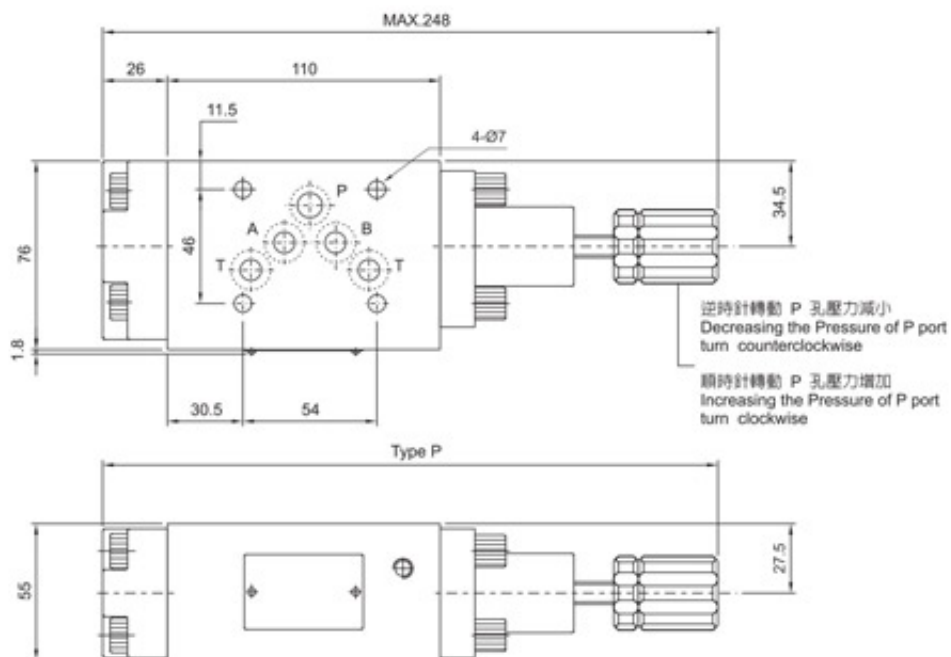 MAX.248
26
110
11.5
4-Ø7
P
A
B
T
T
76
46
34.5
1.8
30.5
54
逆時針轉動 P 孔壓力減小
Decreasing the Pressure of P port
turn counterclockwise
順時針轉動 P 孔壓力增加
Increasing the Pressure of P port
turn clockwise
Type P
55
27.5